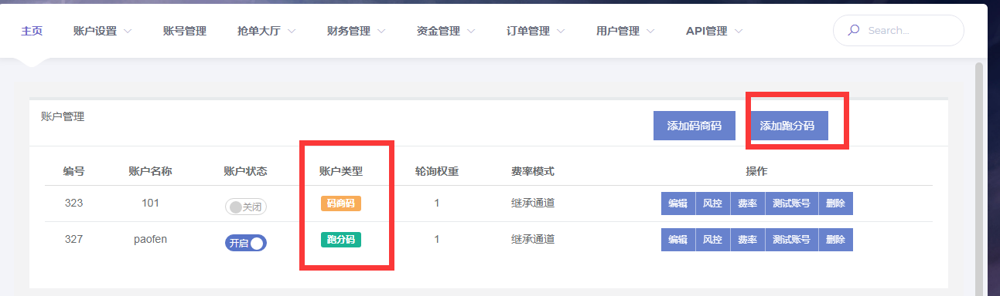 主页 账户设置 账号管理 抢单大厅 财务管理 资金管理 订单管理 用户管理 API管理 Search...
账户管理 添加码商码 添加跑分码
编号 账户名称 账户状态 账户类型 轮询权重 费率模式 操作
323 101 关闭 码商码 1 继承通道 编辑 风控 费率 测试账号 删除
327 paofen 开启 跑分码 1 继承通道 编辑 风控 费率 测试账号 删除